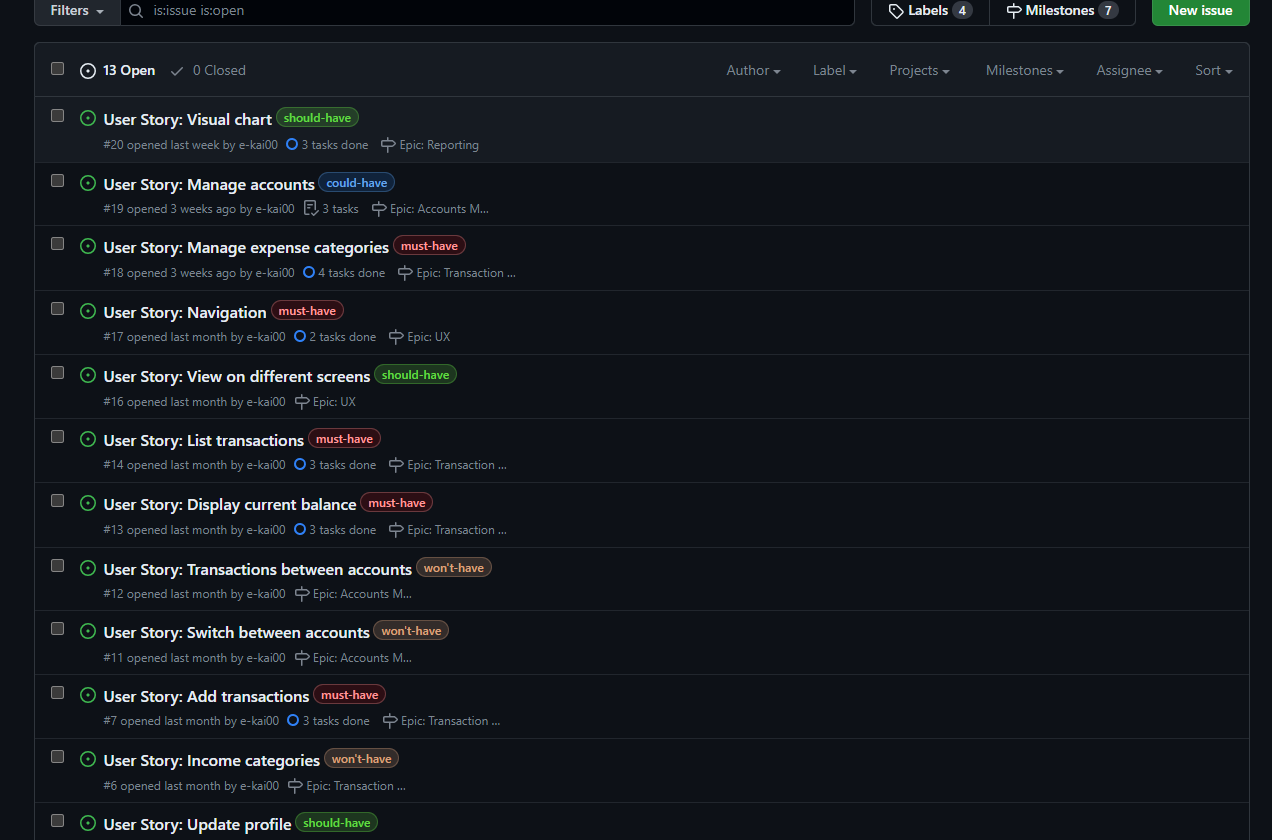 Filters is:issue is:open Labels 4 Milestones 7 New issue
13 Open 0 Closed Author Label Projects Milestones Assignee Sort
User Story: Visual chart should-have
#20 opened last week by e-kai00 3 tasks done Epic: Reporting
User Story: Manage accounts could-have
#19 opened 3 weeks ago by e-kai00 3 tasks Epic: Accounts M...
User Story: Manage expense categories must-have
#18 opened 3 weeks ago by e-kai00 4 tasks done Epic: Transaction ...
User Story: Navigation must-have
#17 opened last month by e-kai00 2 tasks done Epic: UX
User Story: View on different screens should-have
#16 opened last month by e-kai00 Epic: UX
User Story: List transactions must-have
#14 opened last month by e-kai00 3 tasks done Epic: Transaction ...
User Story: Display current balance must-have
#13 opened last month by e-kai00 3 tasks done Epic: Transaction ...
User Story: Transactions between accounts won't-have
#12 opened last month by e-kai00 Epic: Accounts M...
User Story: Switch between accounts won't-have
#11 opened last month by e-kai00 Epic: Accounts M...
User Story: Add transactions must-have
#7 opened last month by e-kai00 3 tasks done Epic: Transaction ...
User Story: Income categories won't-have
#6 opened last month by e-kai00 Epic: Transaction ...
User Story: Update profile should-have